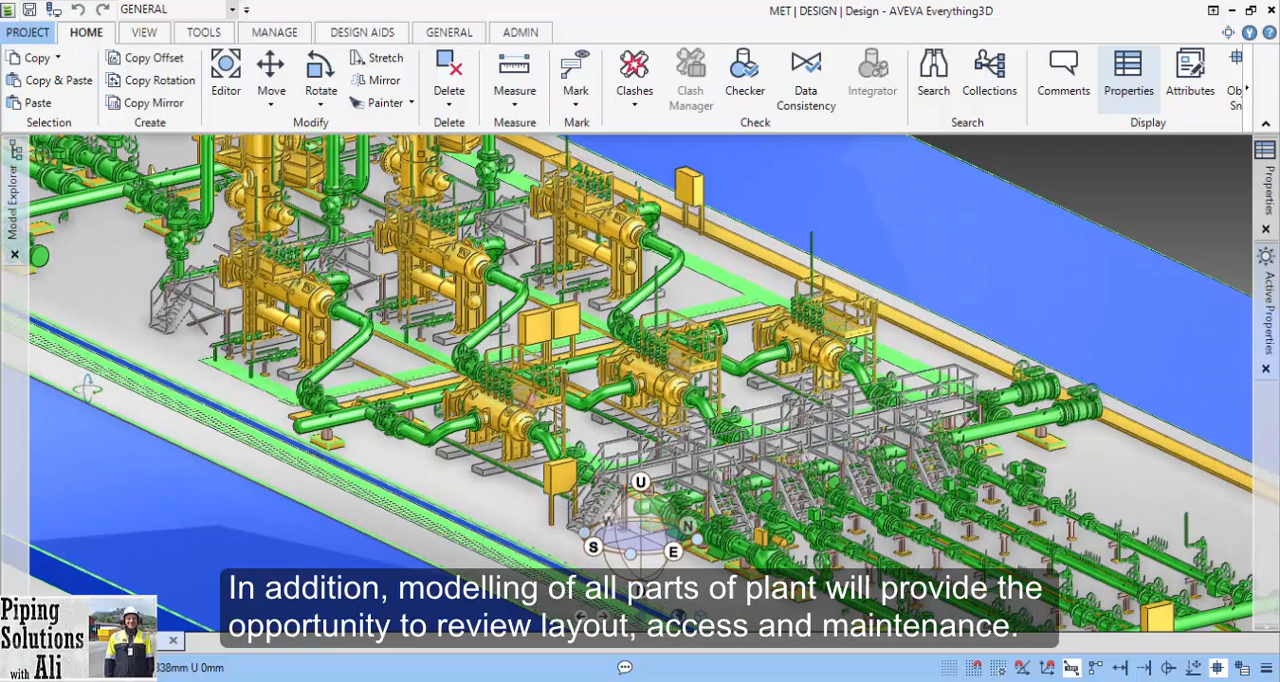 GENERAL
MET | DESIGN | Design - AVEVA Everything3D
PROJECT HOME VIEW TOOLS MANAGE DESIGN AIDS GENERAL ADMIN
Copy
Copy & Paste
Paste
Selection
Copy Offset
Copy Rotation
Copy Mirror
Create
Editor
Move
Rotate
Stretch
Mirror
Painter
Modify
Delete
Delete
Measure
Measure
Mark
Mark
Clashes
Clash
Manager
Checker
Data
Consistency
Integrator
Check
Search
Collections
Search
Comments
Properties
Attributes
Ob
Sn
Display
Model Explorer
Properties
Active Properties
U
N
W
S
E
In addition, modelling of all parts of plant will provide the
opportunity to review layout, access and maintenance.
Piping
Solutions
with Ali
338mm U 0mm